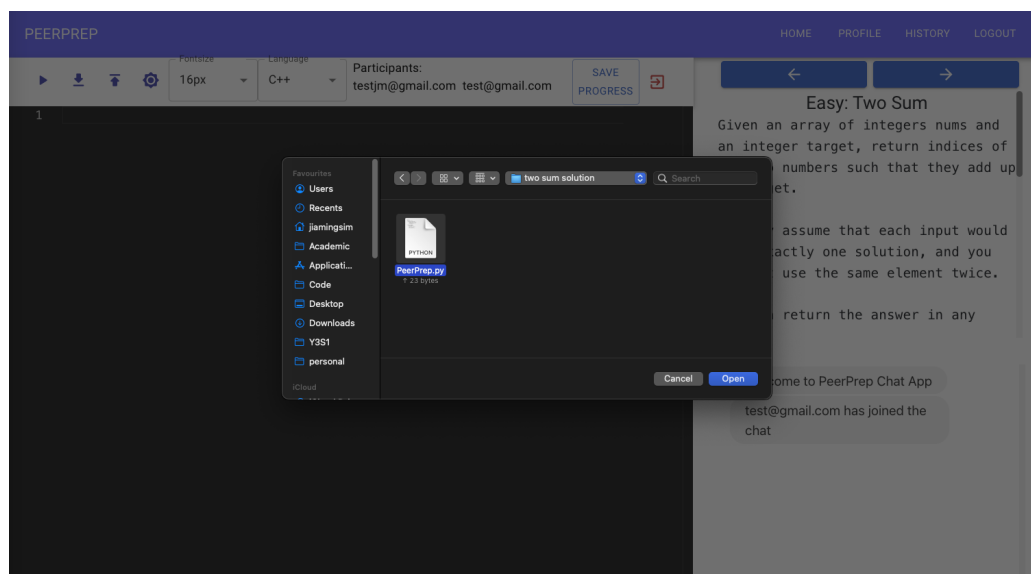 PEERPREP
HOME PROFILE HISTORY LOGOUT
Fontsize
16px
Language
C++
Participants:
testjm@gmail.com test@gmail.com
SAVE
PROGRESS
1
Easy: Two Sum
Given an array of integers nums and
an integer target, return indices of
numbers such that they add up
et.
assume that each input would
actly one solution, and you
use the same element twice.
return the answer in any
Favourites
Users
Recents
jiamingsim
Academic
Applicati...
Code
Desktop
Downloads
Y3S1
personal
iCloud
two sum solution
Search
PYTHON
PeerPrep.py
↑ 23 bytes
Cancel
Open
ome to PeerPrep Chat App
test@gmail.com has joined the
chat